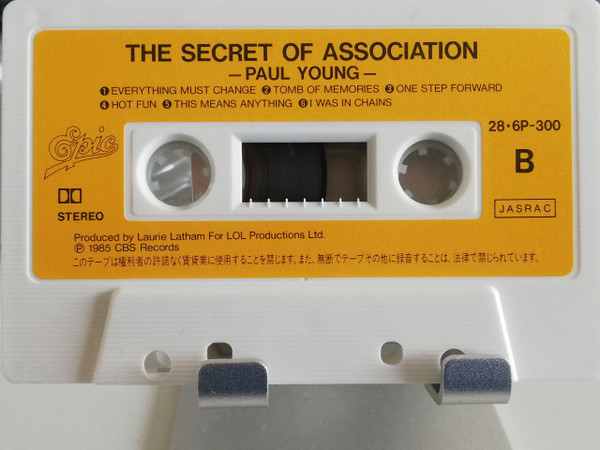 THE SECRET OF ASSOCIATION
—PAUL YOUNG—
❶EVERYTHING MUST CHANGE ❷TOMB OF MEMORIES ❸ONE STEP FORWARD
❹HOT FUN ❺THIS MEANS ANYTHING ❻I WAS IN CHAINS
28・6P-300
Epic
B
STEREO
JASRAC
Produced by Laurie Latham For LOL Productions Ltd.
Ⓟ 1985 CBS Records
このテープは権利者の許諾なく賃貸業に使用することを禁じます。また、無断でテープその他に録音することは、法律で禁じられています。